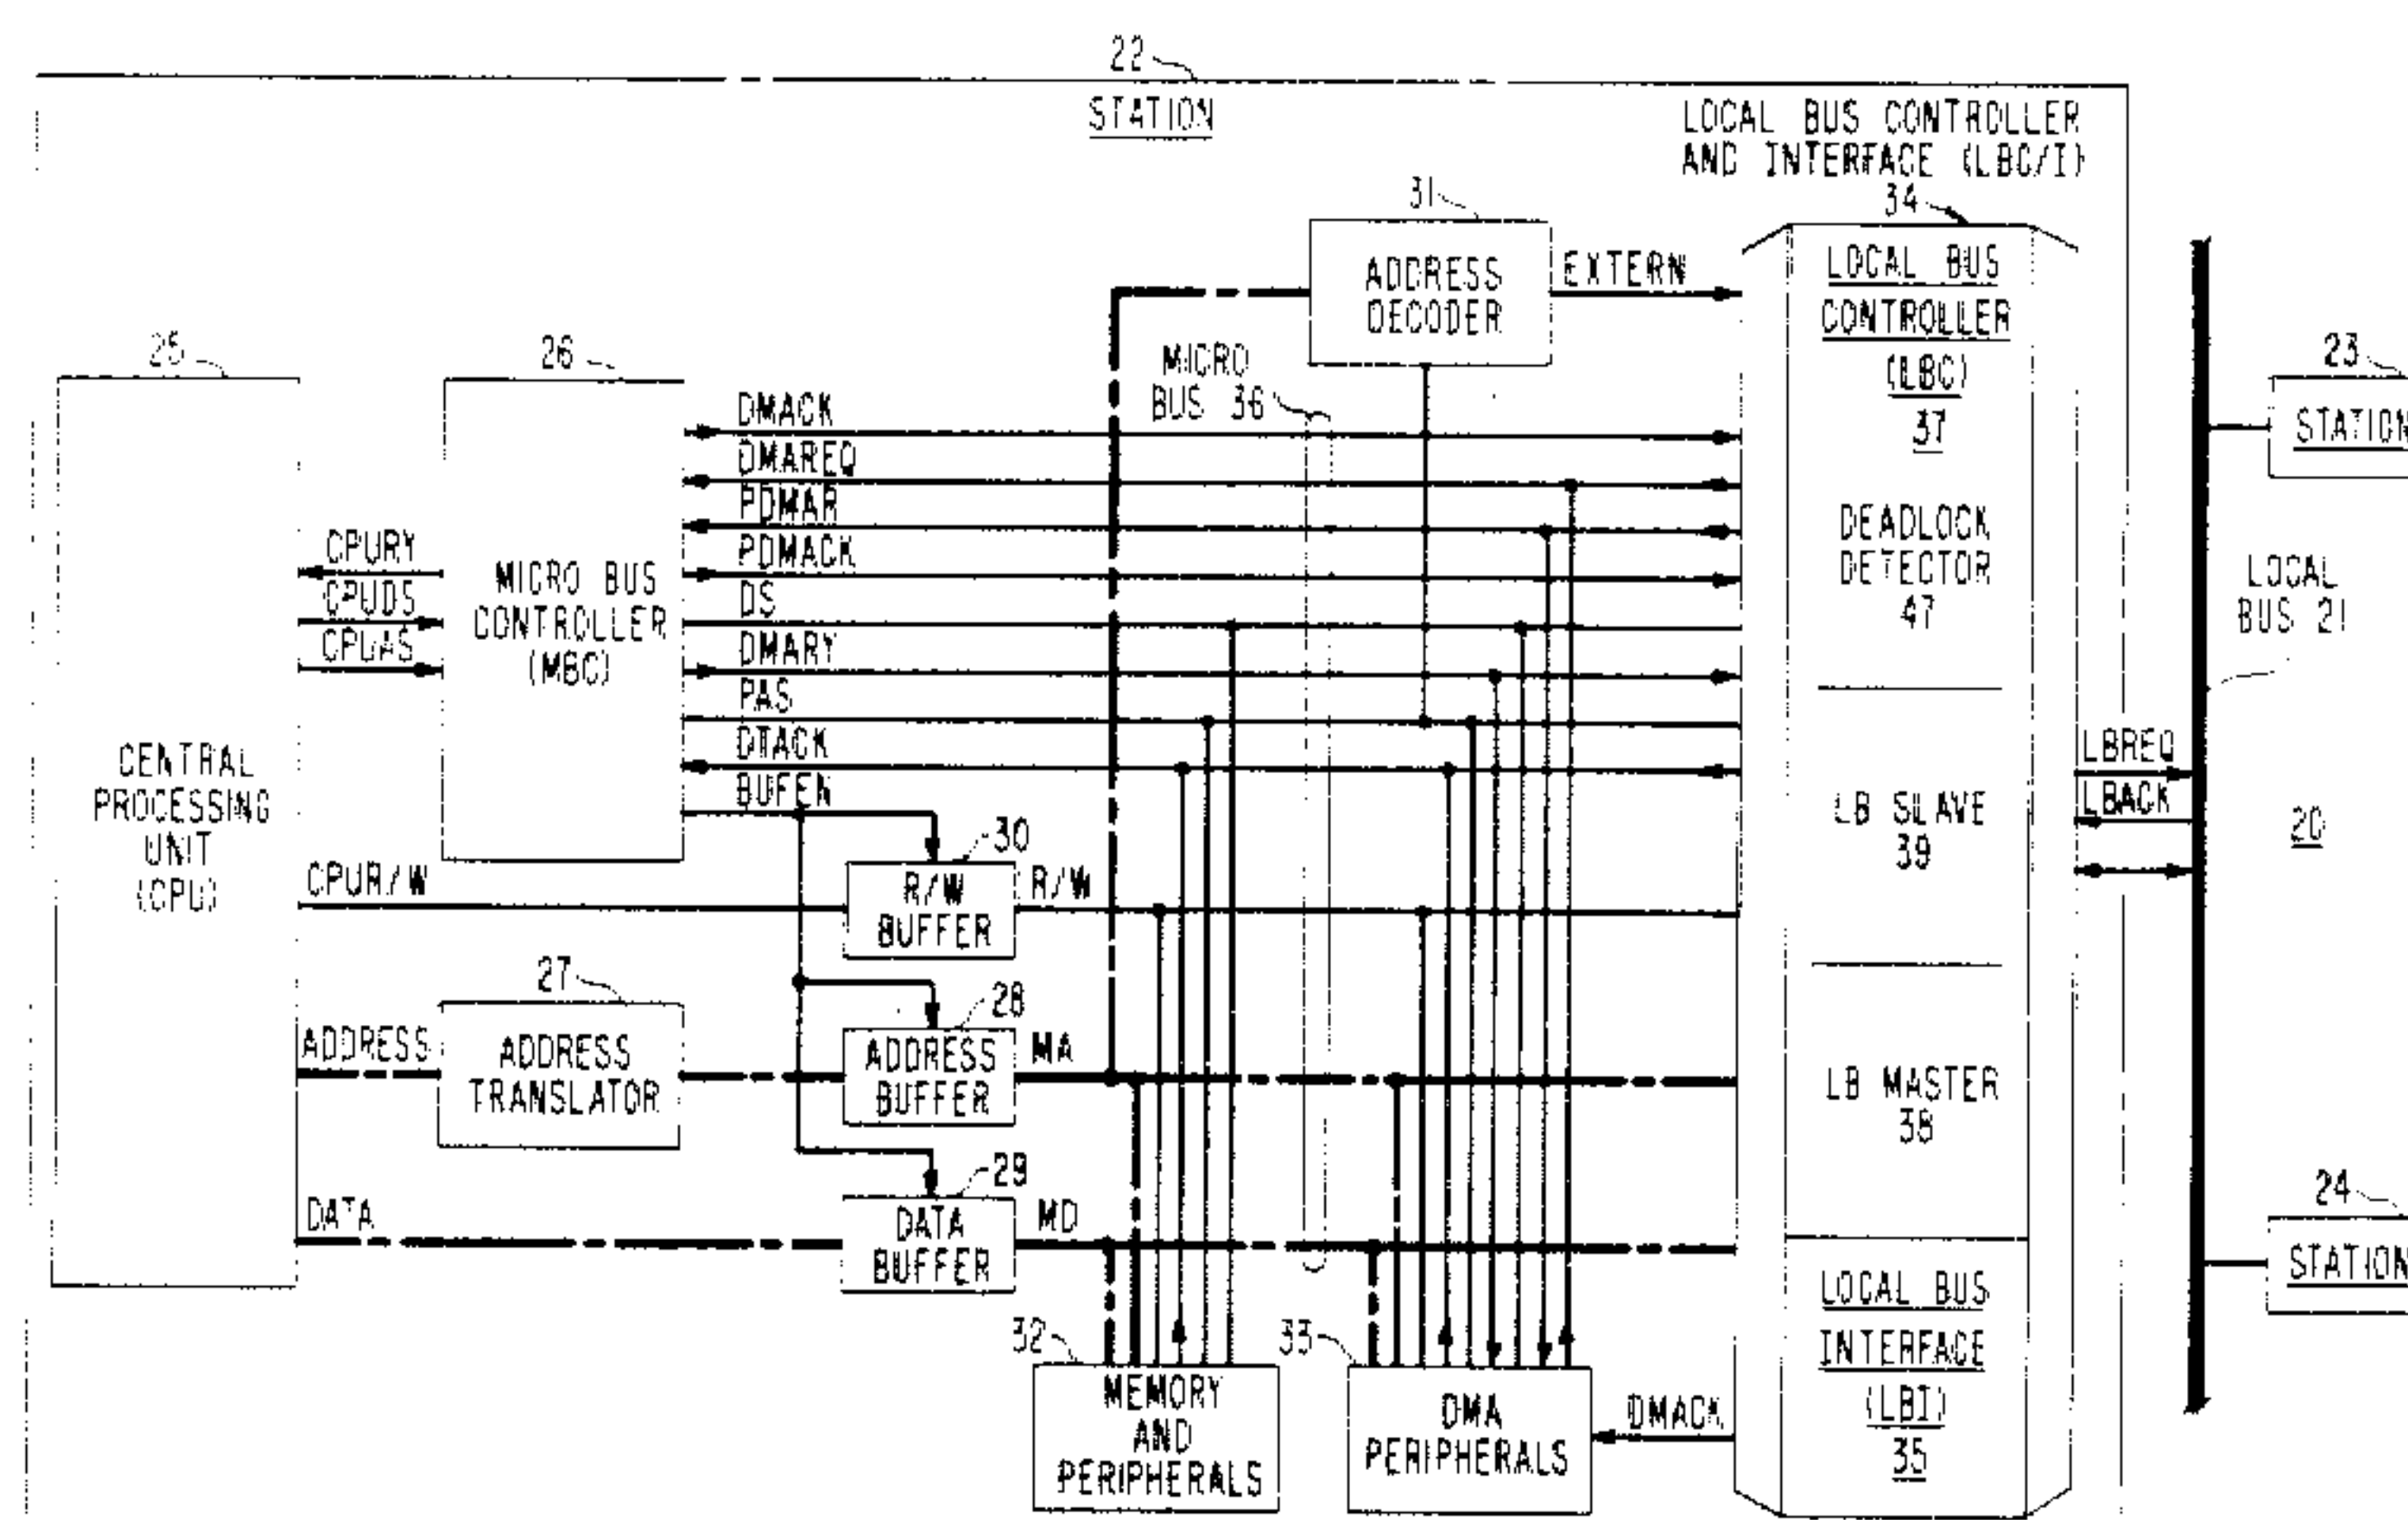 22
STATION
LOCAL BUS CONTROLLER
AND INTERFACE (LBC/I)
34
31
ADDRESS
DECODER
EXTERN
LOCAL BUS
CONTROLLER
(LBC)
37
DEADLOCK
DETECTOR
47
LB SLAVE
39
LB MASTER
38
LOCAL BUS
INTERFACE
(LBI)
35
25
CENTRAL
PROCESSING
UNIT
(CPU)
CPURY
CPUDS
CPUAS
26
MICRO BUS
CONTROLLER
(MBC)
DMACK
DMAREQ
PDMAR
PDMACK
DS
DMARY
PAS
DTACK
BUFEN
MICRO
BUS 36
CPUR/W
30
R/W
BUFFER
R/W
27
ADDRESS
ADDRESS
TRANSLATOR
28
ADDRESS
BUFFER
MA
DATA
29
DATA
BUFFER
MD
32
MEMORY
AND
PERIPHERALS
33
DMA
PERIPHERALS
DMACK
LBREQ
LBACK
LOCAL
BUS 21
20
23
STATION
24
STATION